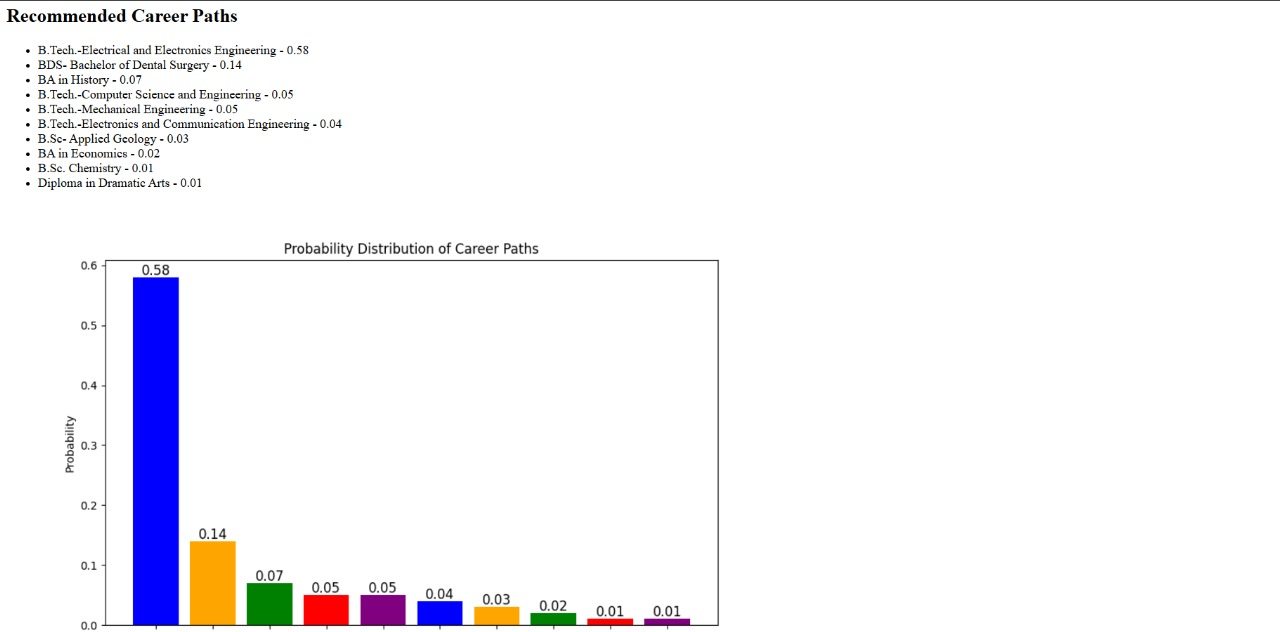 Recommended Career Paths
• B.Tech.-Electrical and Electronics Engineering - 0.58
• BDS- Bachelor of Dental Surgery - 0.14
• BA in History - 0.07
• B.Tech.-Computer Science and Engineering - 0.05
• B.Tech.-Mechanical Engineering - 0.05
• B.Tech.-Electronics and Communication Engineering - 0.04
• B.Sc- Applied Geology - 0.03
• BA in Economics - 0.02
• B.Sc. Chemistry - 0.01
• Diploma in Dramatic Arts - 0.01
Probability Distribution of Career Paths
Probability
0.6
0.5
0.4
0.3
0.2
0.1
0.0
0.58
0.14
0.07
0.05
0.05
0.04
0.03
0.02
0.01
0.01